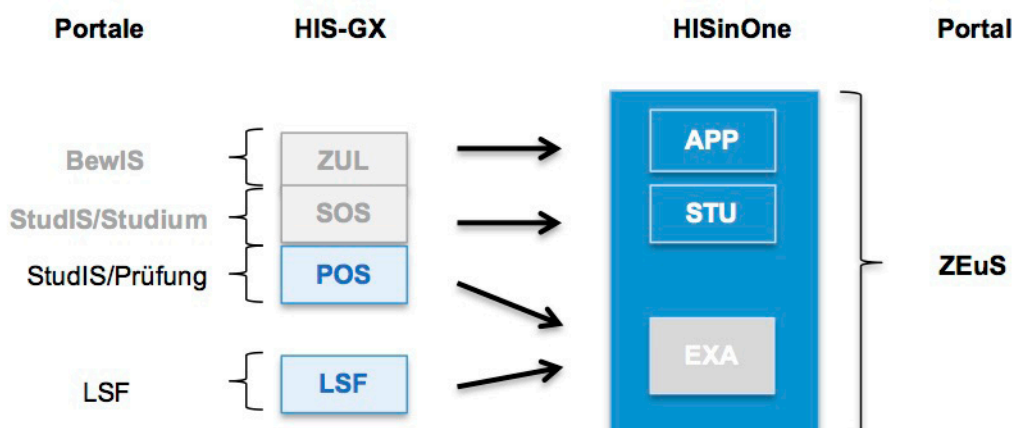 Portale HIS-GX HISinOne Portal
BewIS ZUL APP
StudIS/Studium SOS STU
StudIS/Prüfung POS ZEuS
EXA
LSF LSF